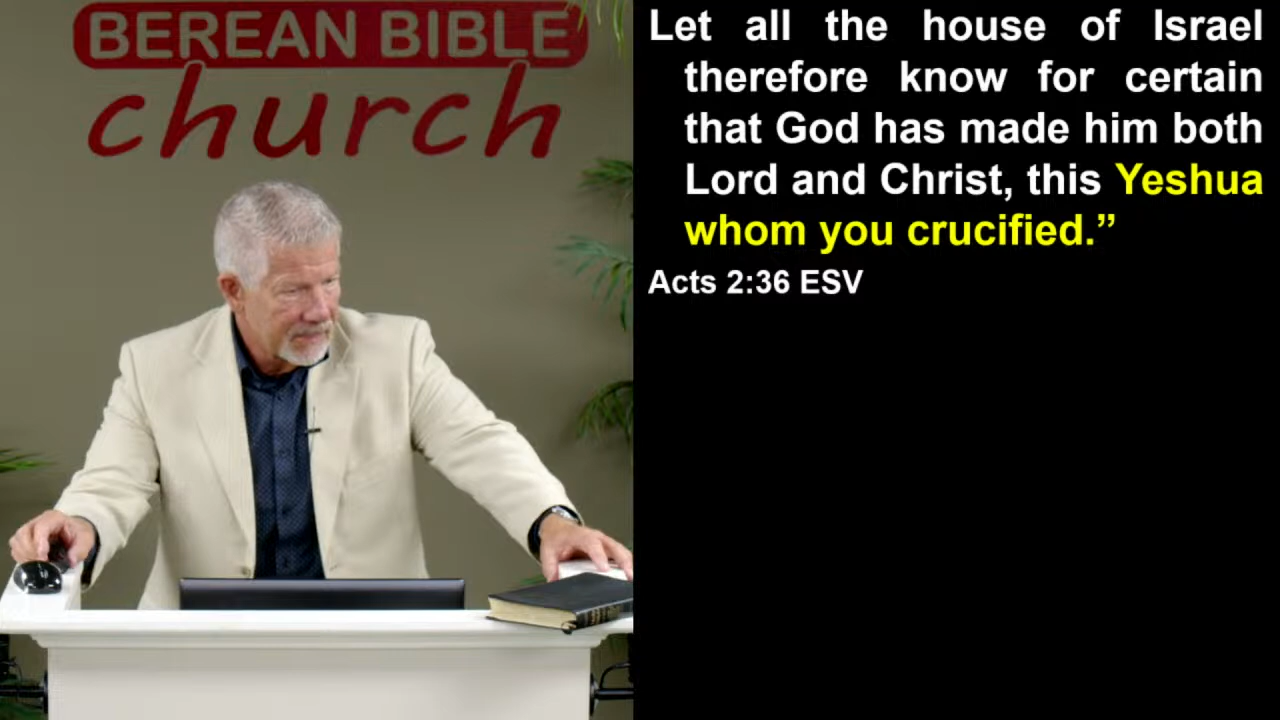 BEREAN BIBLE
church
Let all the house of Israel
therefore know for certain
that God has made him both
Lord and Christ, this Yeshua
whom you crucified.”
Acts 2:36 ESV